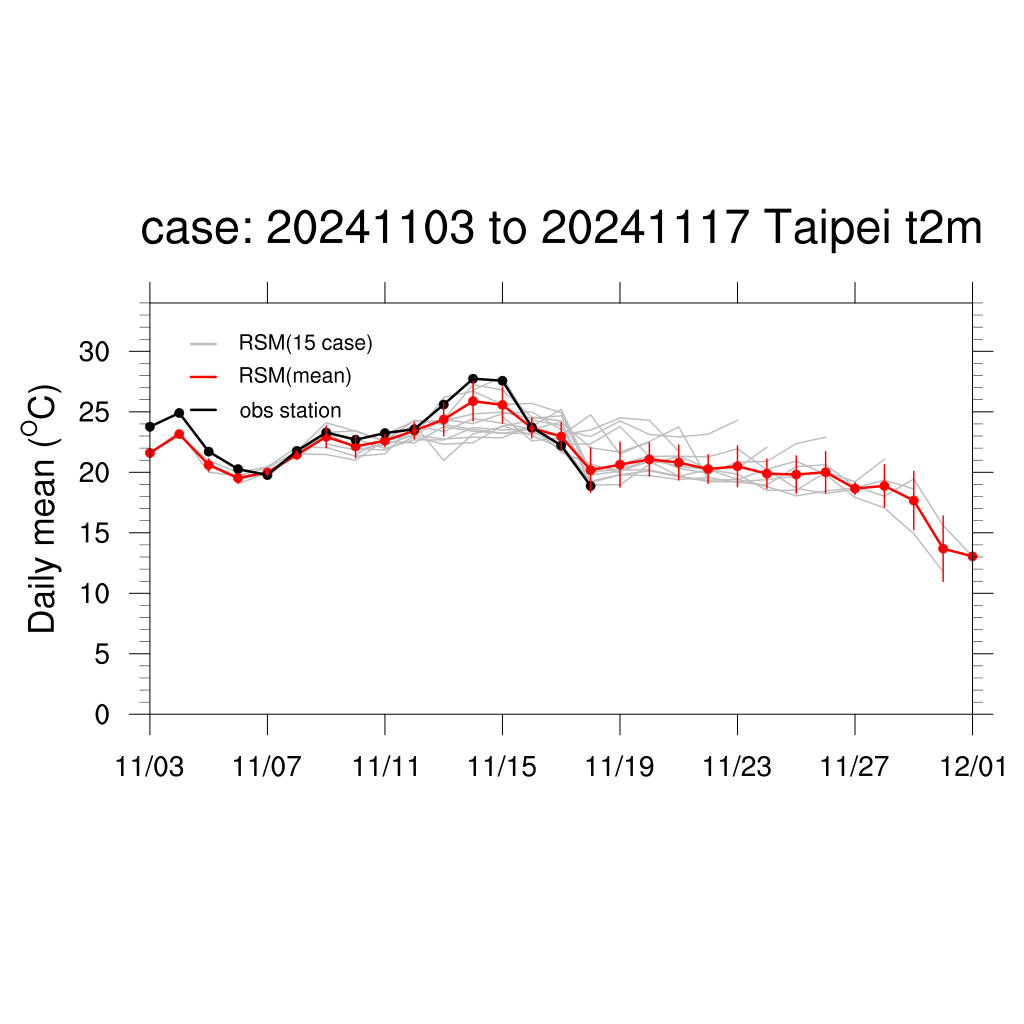 case: 20241103 to 20241117 Taipei t2m
RSM(15 case)
RSM(mean)
obs station
Daily mean (°C)
30
25
20
15
10
5
0
11/03 11/07 11/11 11/15 11/19 11/23 11/27 12/01